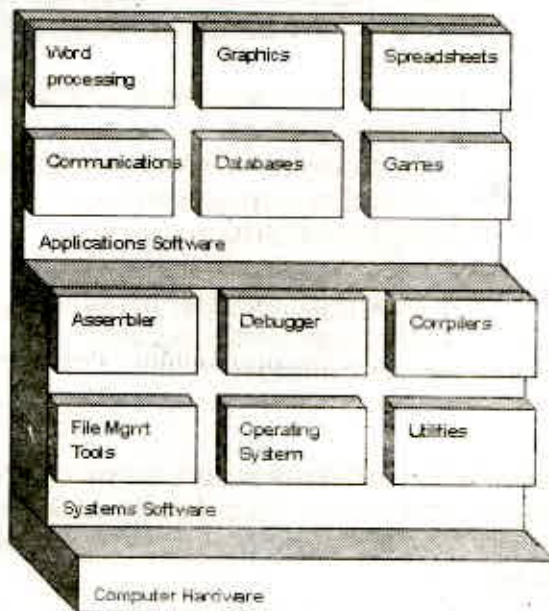 Word
processing
Graphics
Spreadsheets
Communications
Databases
Games
Applications Software
Assembler
Debugger
Compilers
File Mgmt
Tools
Operating
System
Utilities
Systems Software
Computer Hardware